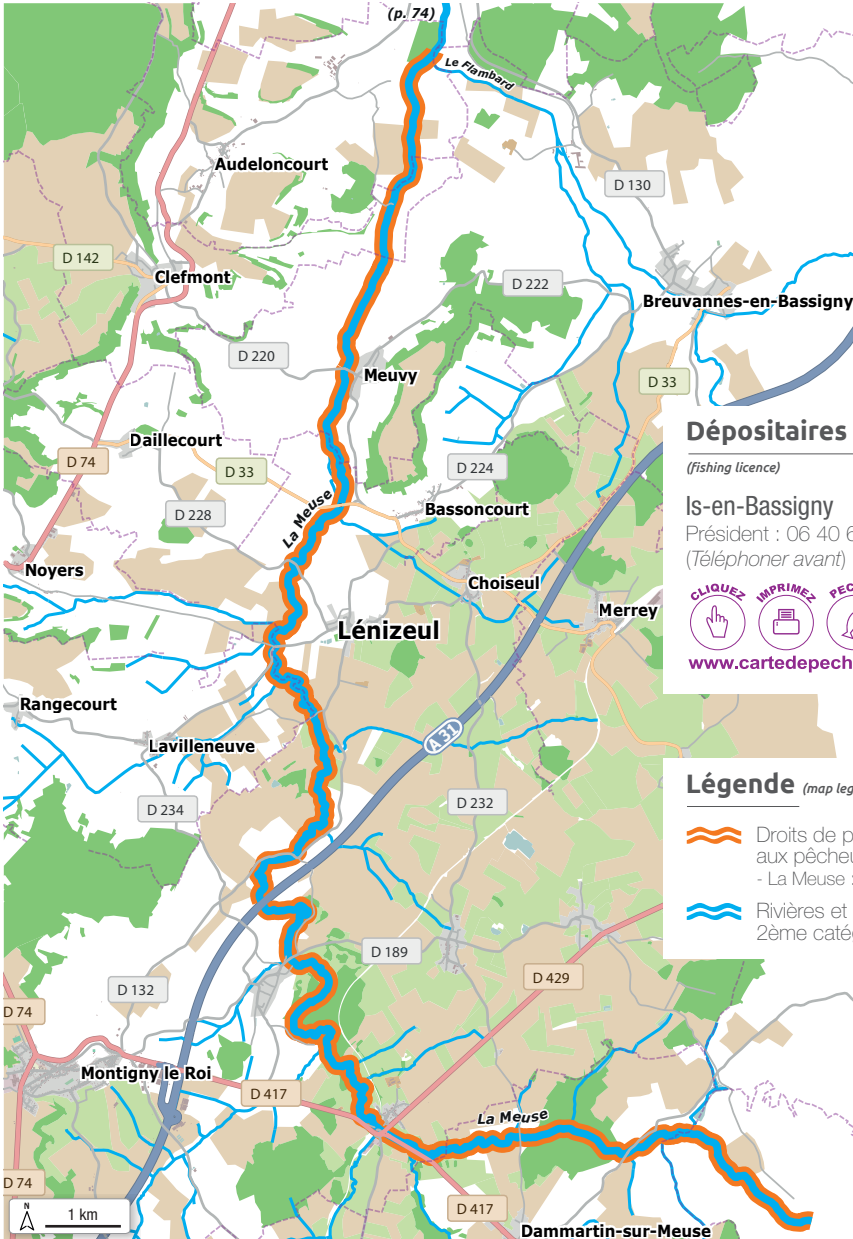 (p. 74)
Le Flambard
Audeloncourt
D 130
D 142
Clefmont
D 222
Breuvannes-en-Bassigny
D 220
Meuvy
D 33
Daillecourt
D 74
D 33
D 224
D 228
La Meuse
Bassoncourt
Noyers
Choiseul
Merrey
Lénizeul
Rangecourt
Lavilleneuve
A 31
D 234
D 232
D 189
D 132
D 429
D 74
Montigny le Roi
D 417
La Meuse
D 74
D 417
Dammartin-sur-Meuse
N
1 km
Dépositaires
(fishing licence)
Is-en-Bassigny
Président : 06 40 6
(Téléphoner avant)
CLIQUEZ
IMPRIMEZ
PEC
www.cartedepech
Légende (map leg
Droits de p
aux pêcheu
- La Meuse :
Rivières et
2ème caté